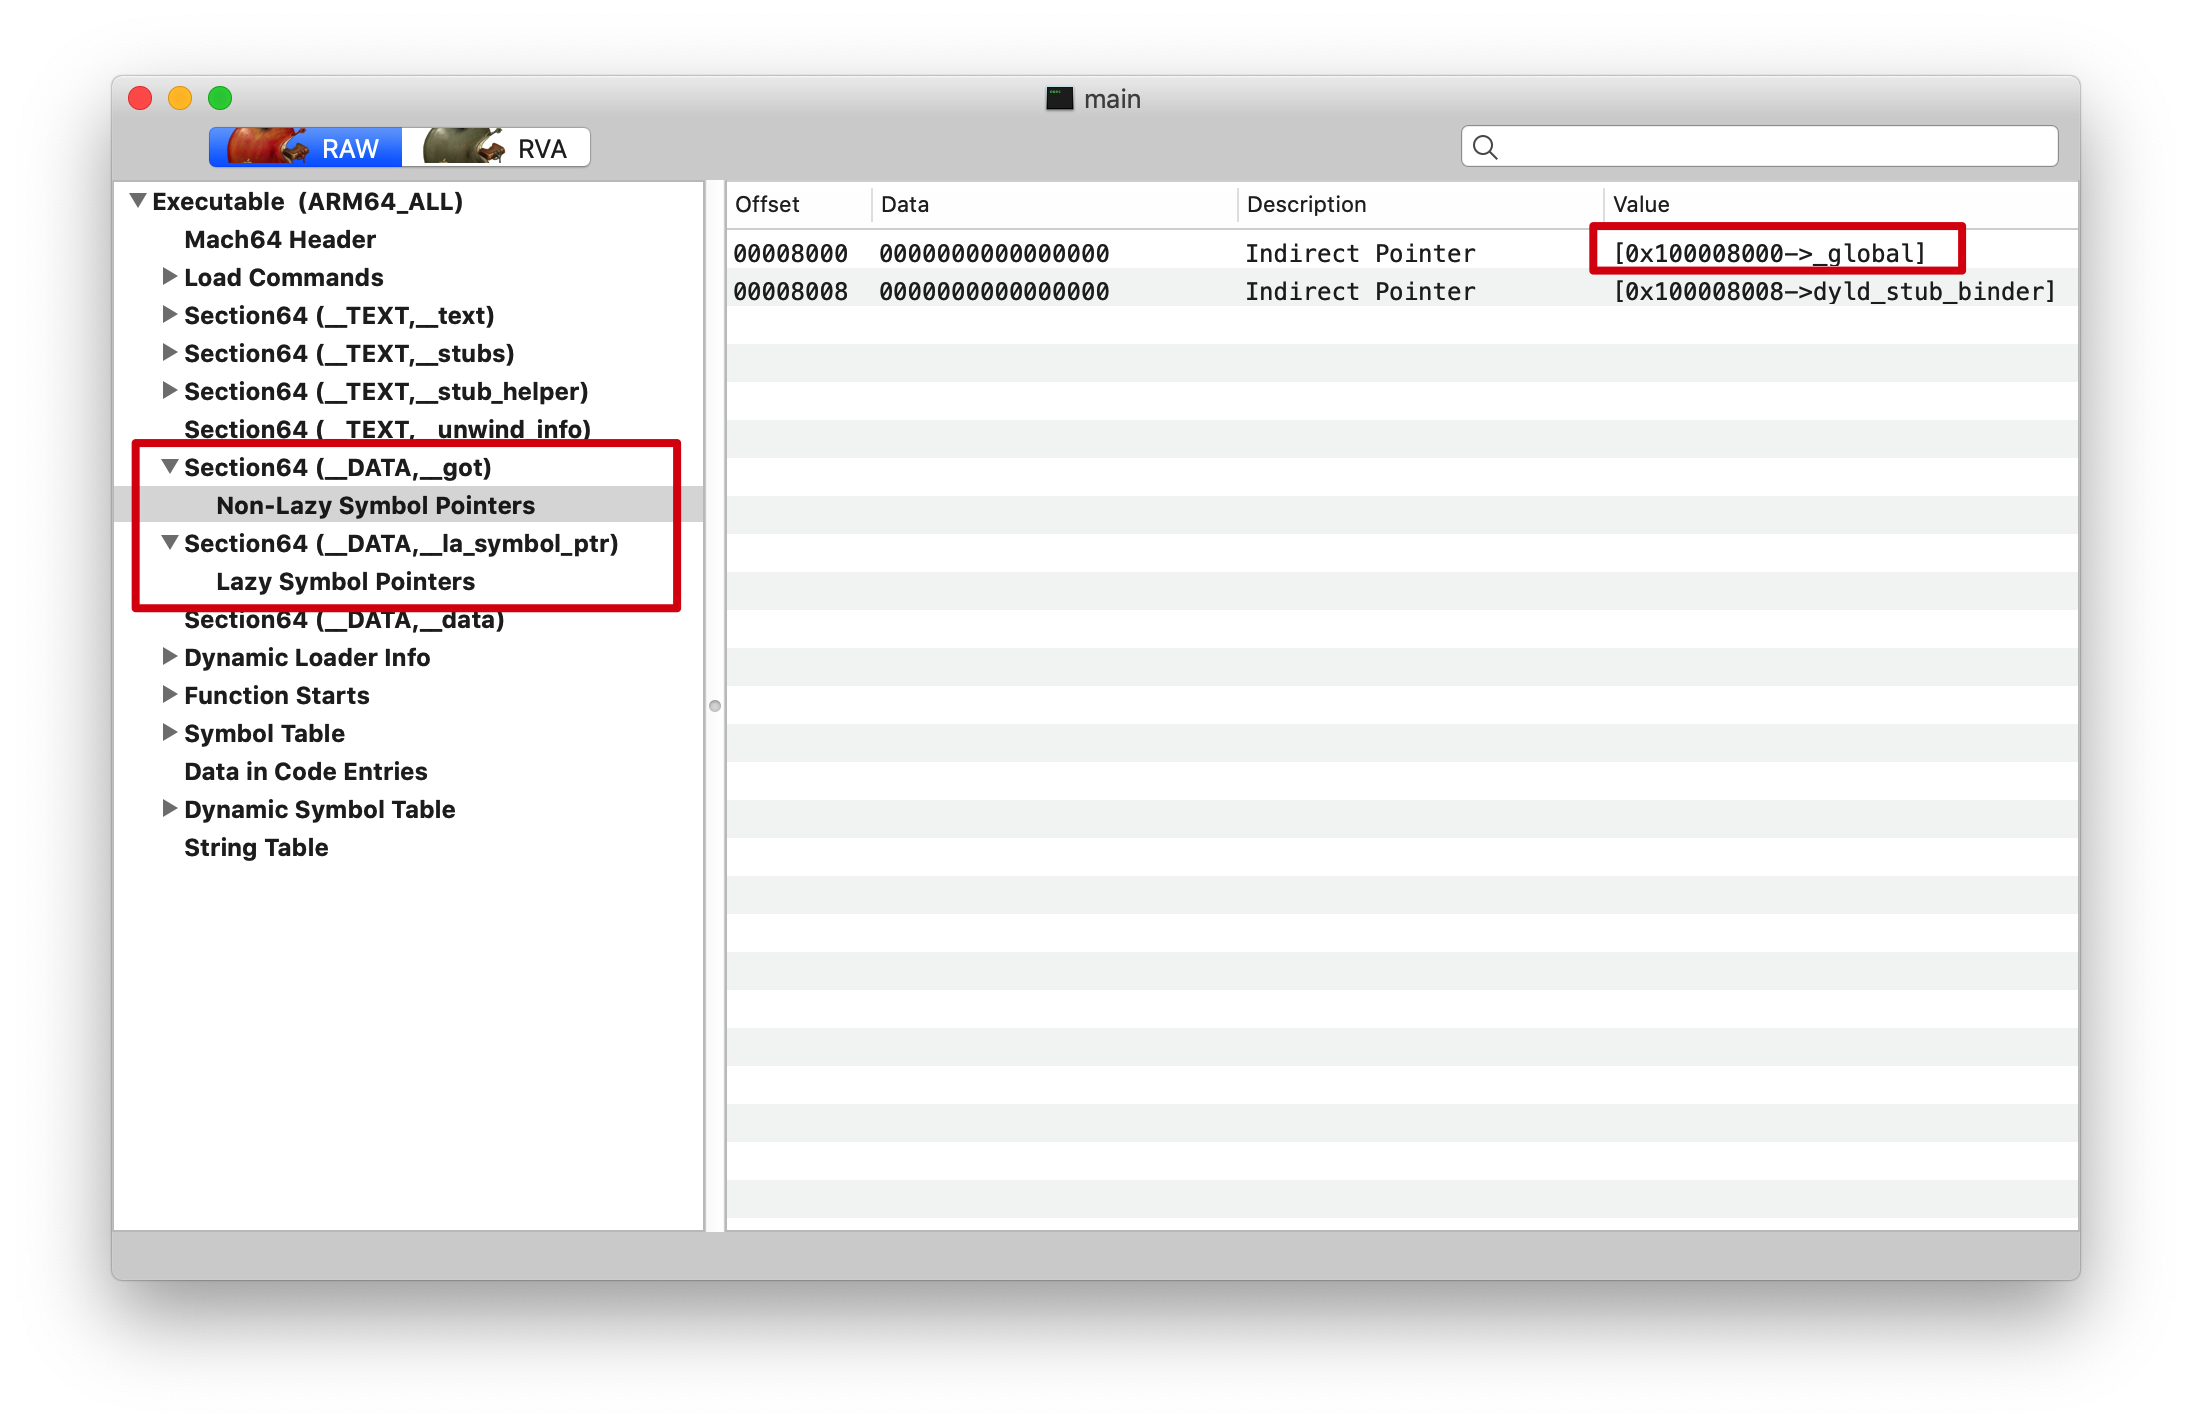 main
RAW RVA
Executable (ARM64_ALL)
Mach64 Header
Load Commands
Section64 (__TEXT,__text)
Section64 (__TEXT,__stubs)
Section64 (__TEXT,__stub_helper)
Section64 (__TEXT,__unwind_info)
Section64 (__DATA,__got)
Non-Lazy Symbol Pointers
Section64 (__DATA,__la_symbol_ptr)
Lazy Symbol Pointers
Section64 (__DATA,__data)
Dynamic Loader Info
Function Starts
Symbol Table
Data in Code Entries
Dynamic Symbol Table
String Table
Offset Data Description Value
00008000 0000000000000000 Indirect Pointer [0x100008000->_global]
00008008 0000000000000000 Indirect Pointer [0x100008008->dyld_stub_binder]